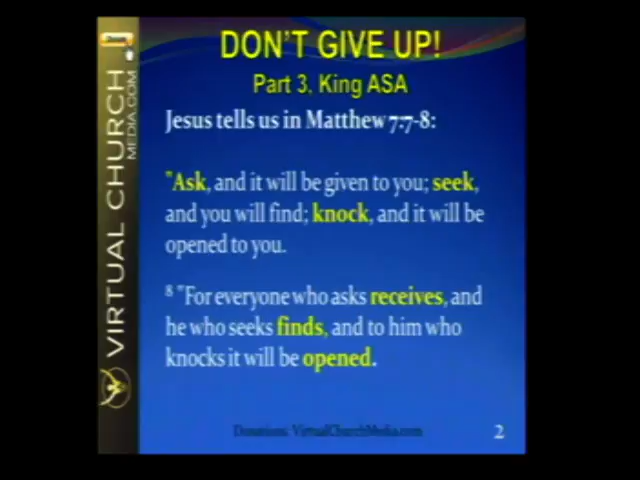 DON'T GIVE UP!
Part 3, King ASA
Jesus tells us in Matthew 7:7-8:
"Ask, and it will be given to you; seek,
and you will find; knock, and it will be
opened to you.
8 "For everyone who asks receives, and
he who seeks finds, and to him who
knocks it will be opened.
Donations: VirtualChurchMedia.com
2
VIRTUAL CHURCH
MEDIA.COM